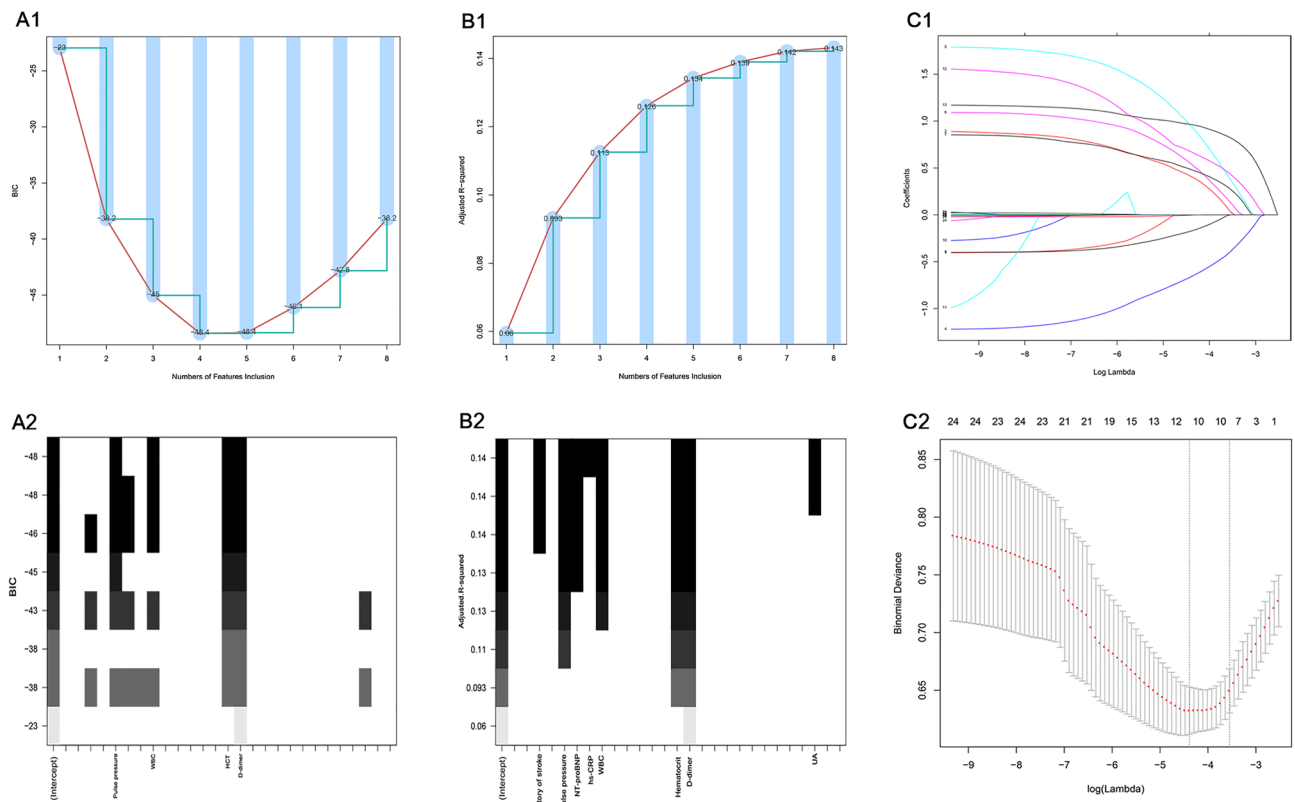 A1
-25
-30
-35
-40
-45
BIC
-23
-38.2
-45
-48.4
-48.4
-46.1
-42.8
-38.2
1 2 3 4 5 6 7 8
Numbers of Features Inclusion
B1
0.14
0.12
0.10
0.08
0.06
Adjusted R-squared
0.06
0.093
0.113
0.126
0.134
0.139
0.142
0.143
1 2 3 4 5 6 7 8
Numbers of Features Inclusion
C1
1.5
1.0
0.5
0.0
-0.5
-1.0
Coefficients
-9 -8 -7 -6 -5 -4 -3
Log Lambda
A2
-48
-48
-46
-45
-43
-38
-38
-23
BIC
(Intercept)
Pulse pressure
WBC
HCT
D-dimer
B2
0.14
0.14
0.14
0.13
0.13
0.11
0.093
0.06
Adjusted.R-squared
(Intercept)
tory of stroke
ulse pressure
NT-proBNP
hs-CRP
WBC
Hematocrit
D-dimer
UA
C2
24 24 23 24 23 21 21 19 15 13 12 10 10 7 3 1
0.85
0.80
0.75
0.70
0.65
Binomial Deviance
-9 -8 -7 -6 -5 -4 -3
log(Lambda)